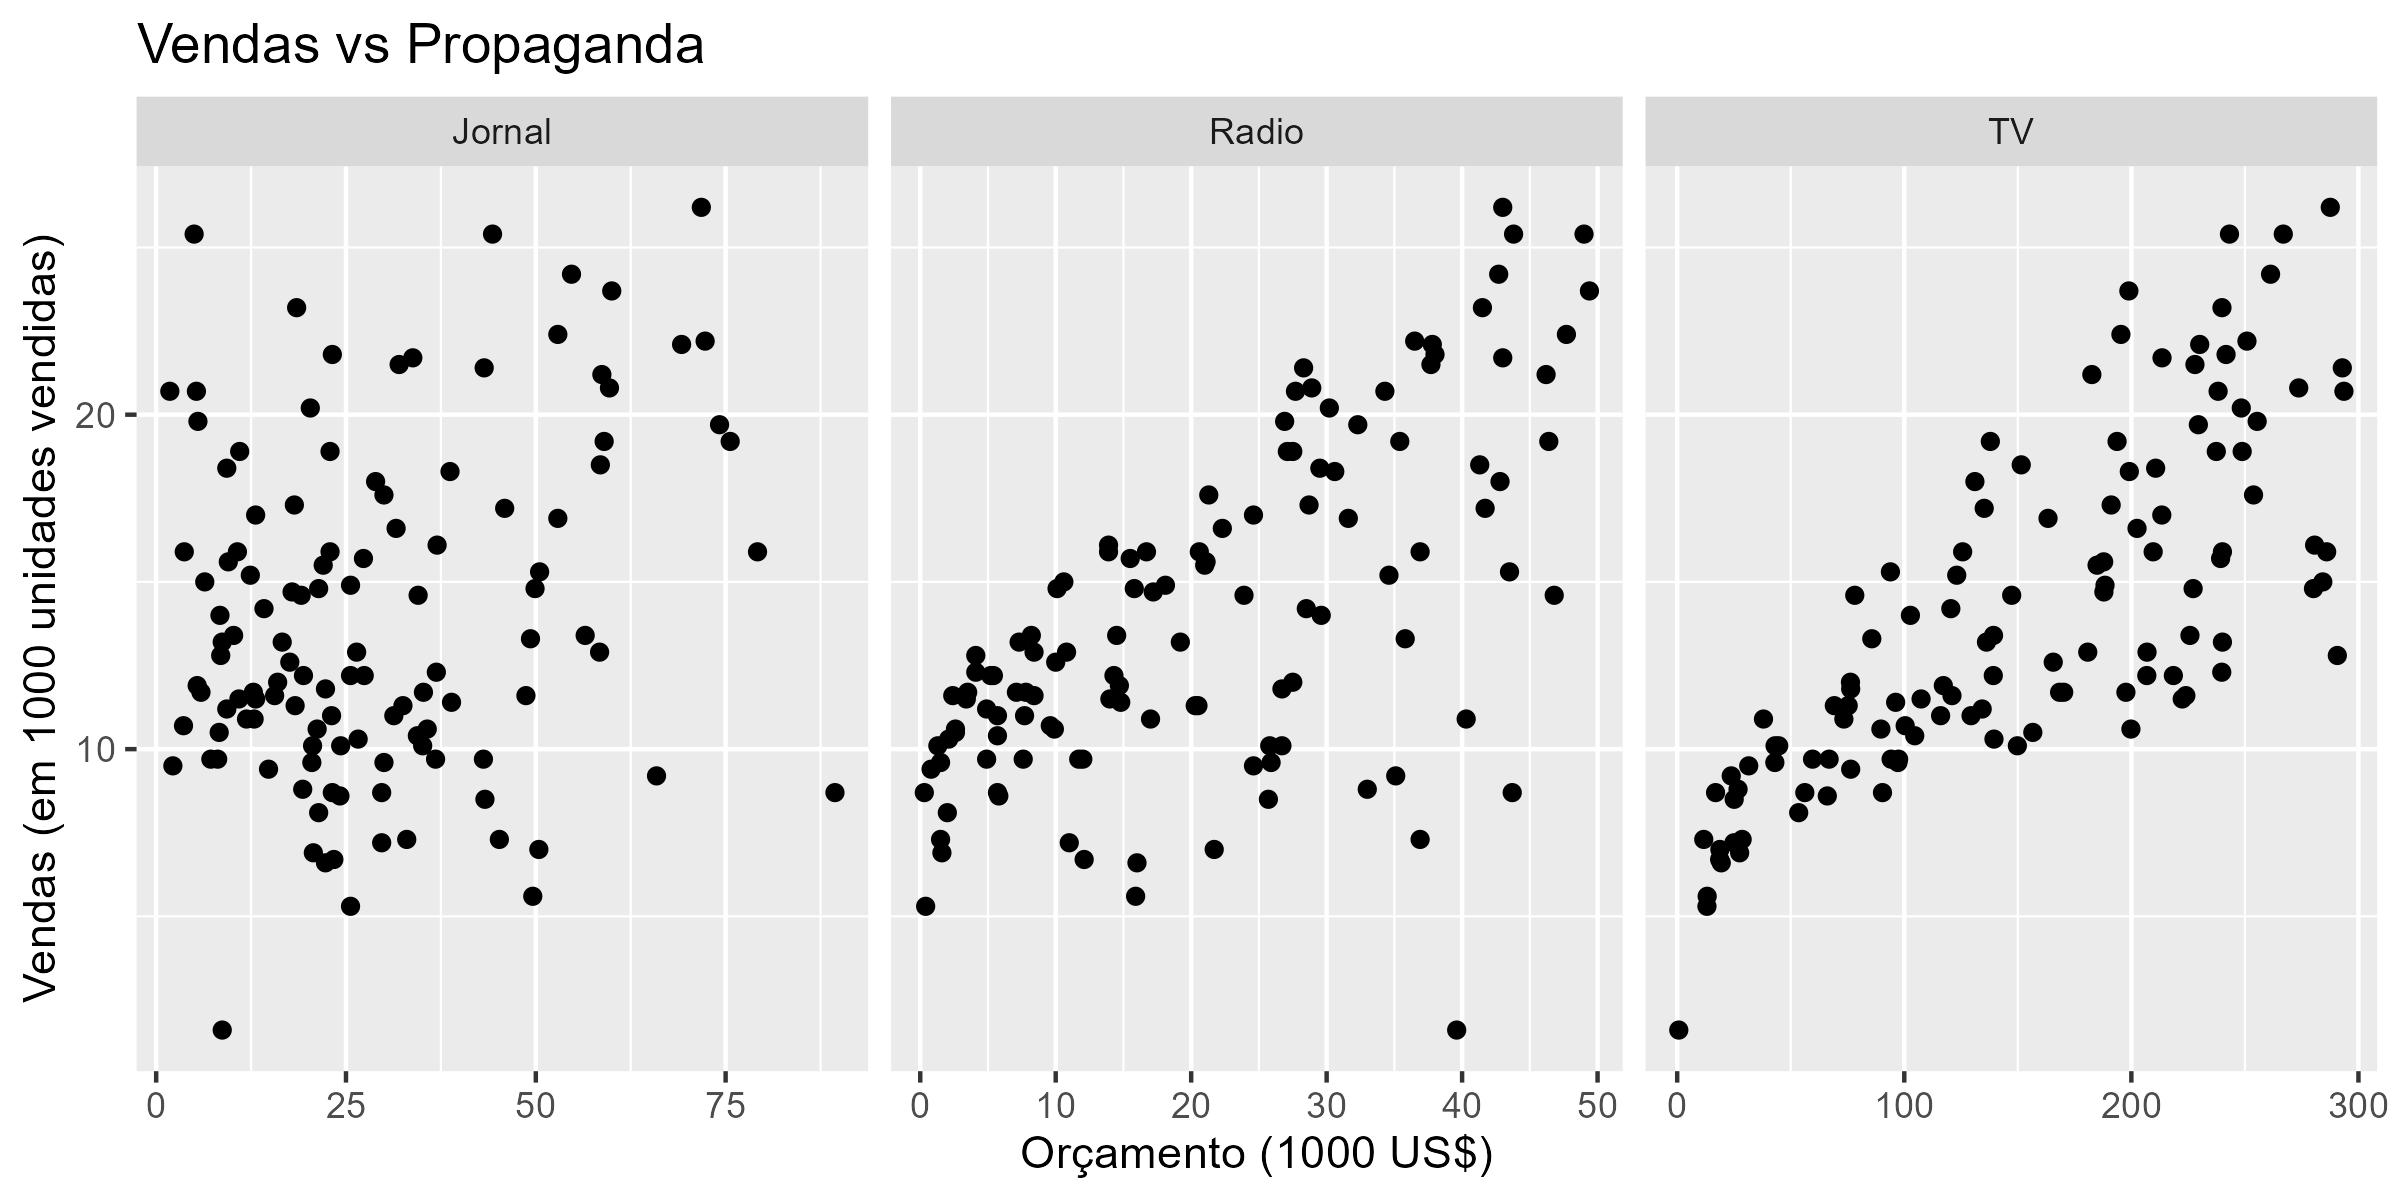 Vendas vs Propaganda
Jornal
Radio
TV
Vendas (em 1000 unidades vendidas)
20
10
0 25 50 75
0 10 20 30 40 50
0 100 200 300
Orçamento (1000 US$)